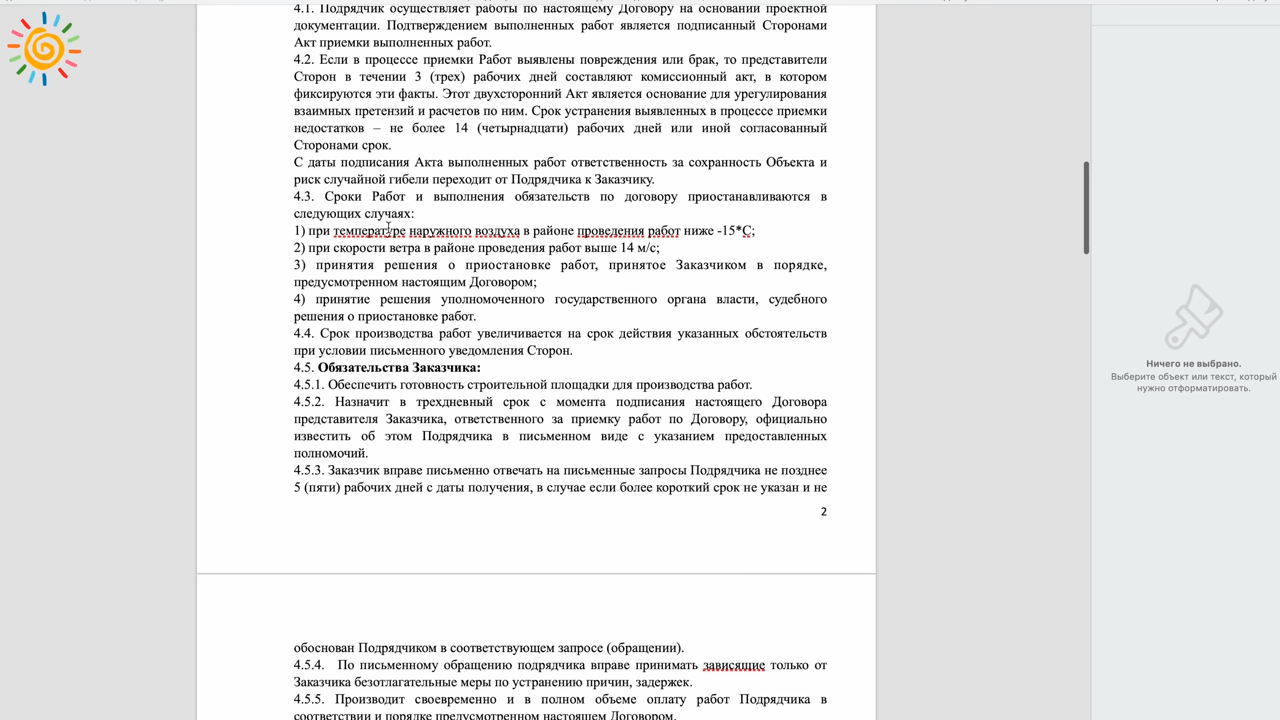 4.1. Подрядчик осуществляет работы по настоящему Договору на основании проектной
документации. Подтверждением выполненных работ является подписанный Сторонами
Акт приемки выполненных работ.
4.2. Если в процессе приемки Работ выявлены повреждения или брак, то представители
Сторон в течении 3 (трех) рабочих дней составляют комиссионный акт, в котором
фиксируются эти факты. Этот двухсторонний Акт является основание для урегулирования
взаимных претензий и расчетов по ним. Срок устранения выявленных в процессе приемки
недостатков – не более 14 (четырнадцати) рабочих дней или иной согласованный
Сторонами срок.
С даты подписания Акта выполненных работ ответственность за сохранность Объекта и
риск случайной гибели переходит от Подрядчика к Заказчику.
4.3. Сроки Работ и выполнения обязательств по договору приостанавливаются в
следующих случаях:
1) при температуре наружного воздуха в районе проведения работ ниже -15*С;
2) при скорости ветра в районе проведения работ выше 14 м/с;
3) принятия решения о приостановке работ, принятое Заказчиком в порядке,
предусмотренном настоящим Договором;
4) принятие решения уполномоченного государственного органа власти, судебного
решения о приостановке работ.
4.4. Срок производства работ увеличивается на срок действия указанных обстоятельств
при условии письменного уведомления Сторон.
4.5. Обязательства Заказчика:
4.5.1. Обеспечить готовность строительной площадки для производства работ.
4.5.2. Назначит в трехдневный срок с момента подписания настоящего Договора
представителя Заказчика, ответственного за приемку работ по Договору, официально
известить об этом Подрядчика в письменном виде с указанием предоставленных
полномочий.
4.5.3. Заказчик вправе письменно отвечать на письменные запросы Подрядчика не позднее
5 (пяти) рабочих дней с даты получения, в случае если более короткий срок не указан и не
2
обоснован Подрядчиком в соответствующем запросе (обращении).
4.5.4. По письменному обращению подрядчика вправе принимать зависящие только от
Заказчика безотлагательные меры по устранению причин, задержек.
4.5.5. Производит своевременно и в полном объеме оплату работ Подрядчика в
соответствии и порядке предусмотренном настоящем Договором.
Ничего не выбрано.
Выберите объект или текст, который
нужно отформатировать.